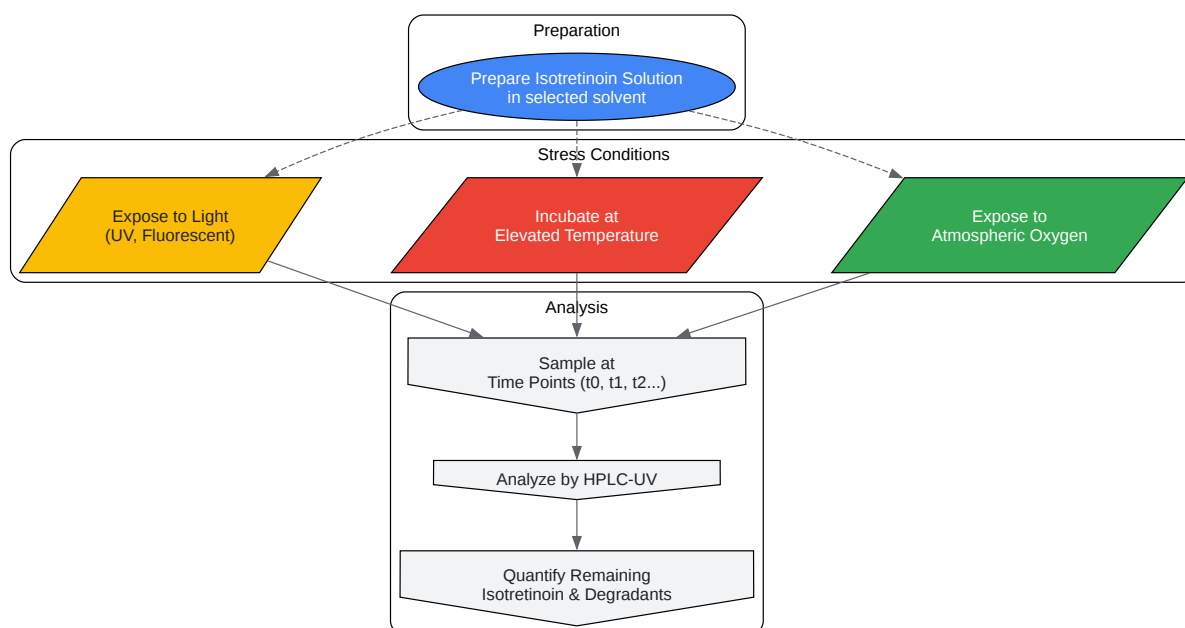 Preparation
Prepare Isotretinoin Solution
in selected solvent
Stress Conditions
Expose to Light
(UV, Fluorescent)
Incubate at
Elevated Temperature
Expose to
Atmospheric Oxygen
Analysis
Sample at
Time Points (t0, t1, t2...)
Analyze by HPLC-UV
Quantify Remaining
Isotretinoin & Degradants